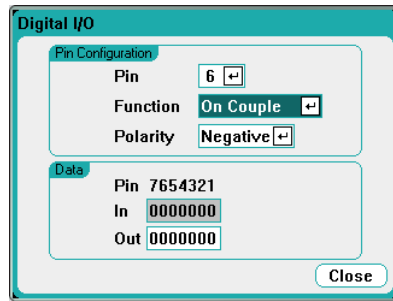 Digital I/O
Pin Configuration
Pin 6
Function On Couple
Polarity Negative
Data
Pin 7654321
In 0000000
Out 0000000
Close